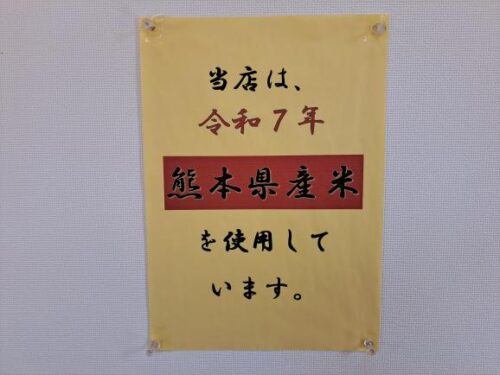 当店は、
令和７年
熊本県産米
を使用して
います。